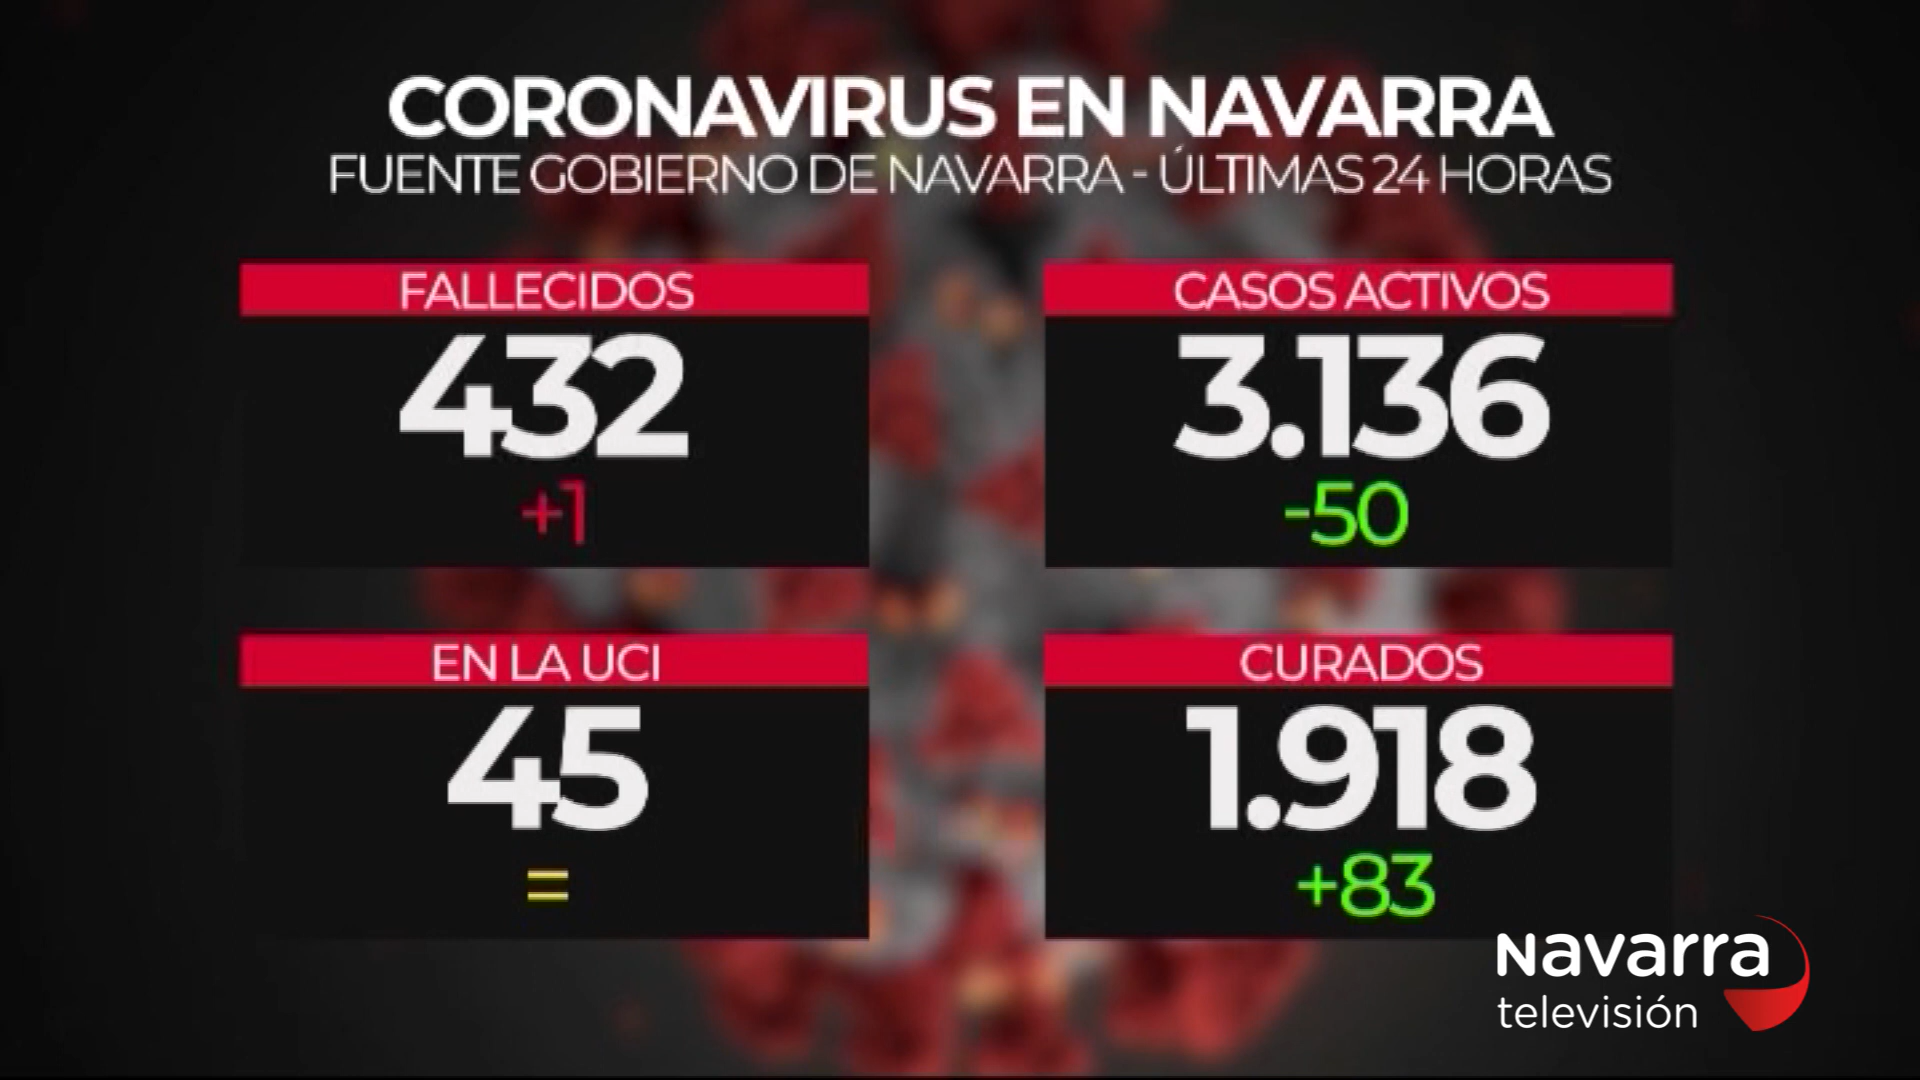 CORONAVIRUS EN NAVARRA
FUENTE GOBIERNO DE NAVARRA - ÚLTIMAS 24 HORAS
FALLECIDOS
432
+1
CASOS ACTIVOS
3.136
-50
EN LA UCI
45
=
CURADOS
1.918
+83
Navarra
televisión